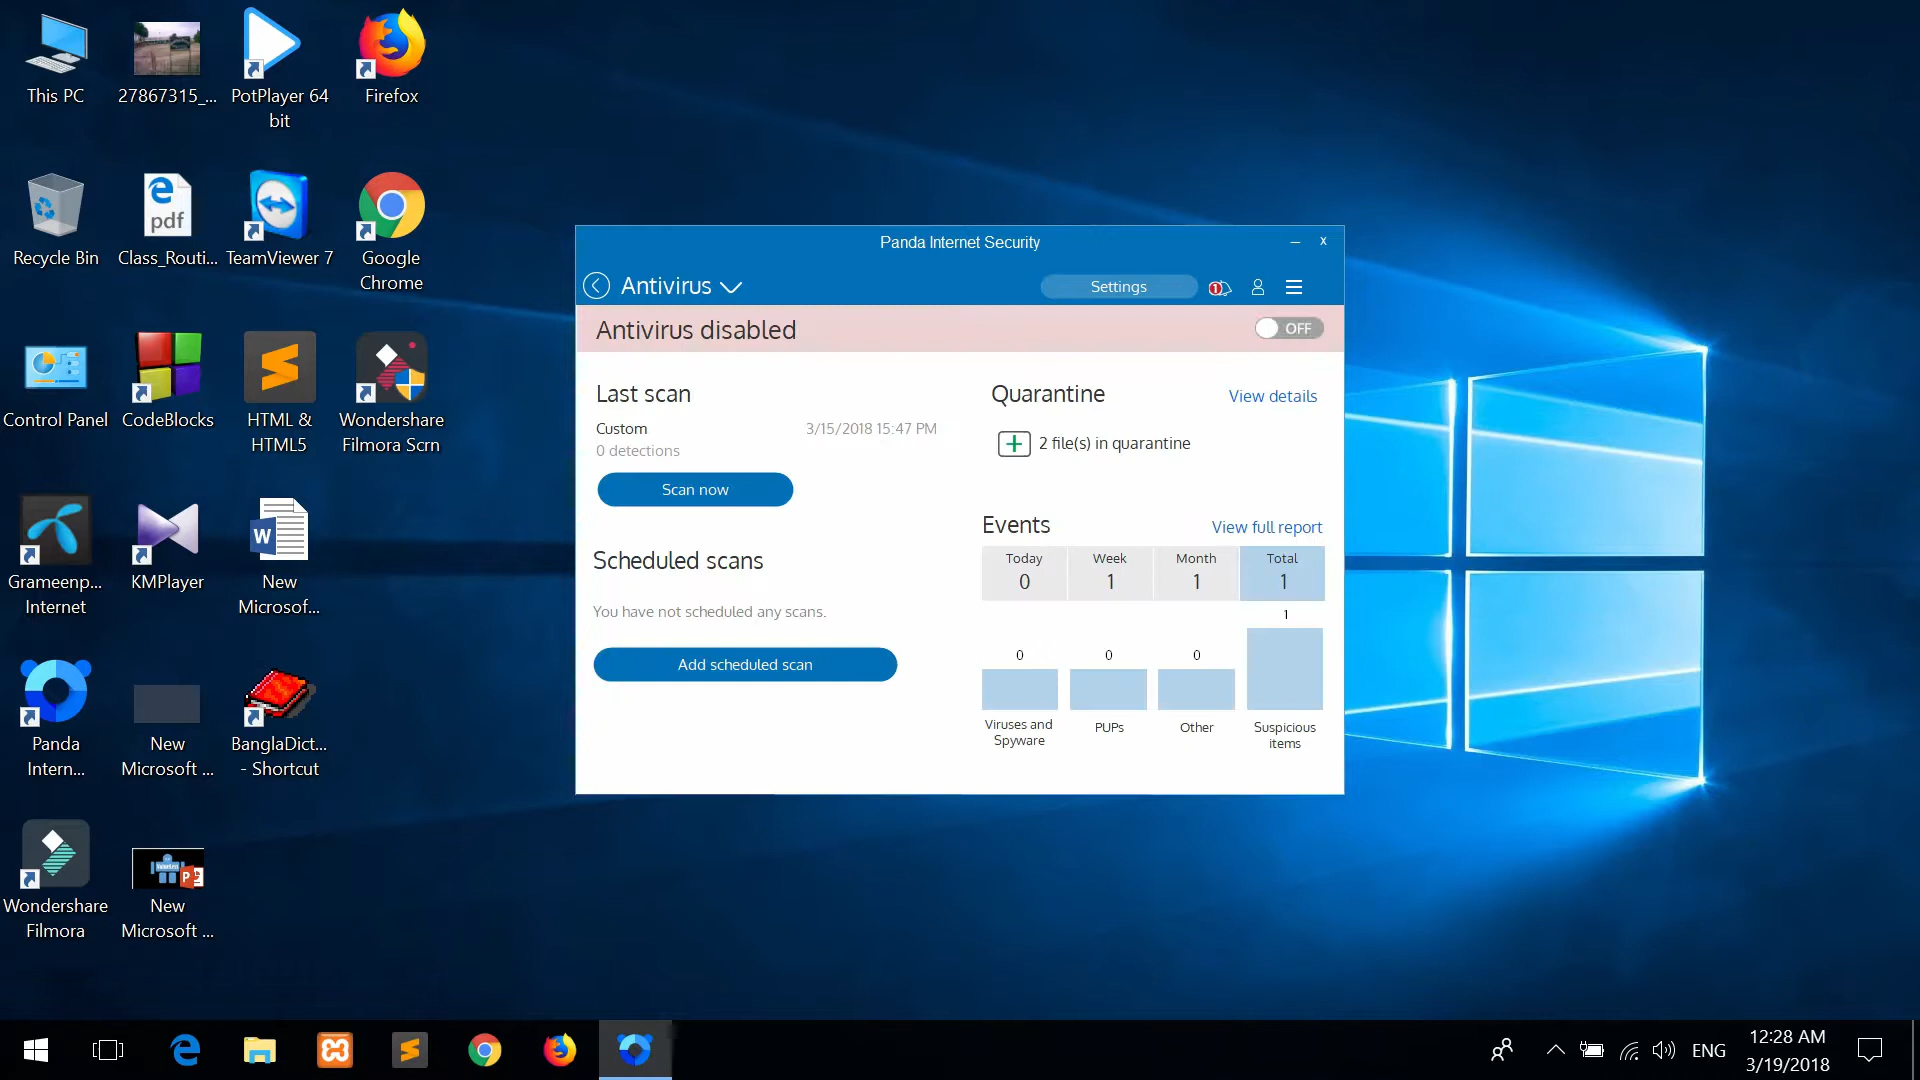 This PC
27867315_...
PotPlayer 64
bit
Firefox
Recycle Bin
pdf
Class_Routi...
TeamViewer 7
Google
Chrome
Control Panel
CodeBlocks
HTML &
HTML5
Wondershare
Filmora Scrn
Grameenp...
Internet
KMPlayer
W
New
Microsof...
Panda
Intern...
New
Microsoft ...
BanglaDict...
- Shortcut
Wondershare
Filmora
New
Microsoft ...
Panda Internet Security
Antivirus
Settings
1
Antivirus disabled
OFF
Last scan
Custom
3/15/2018 15:47 PM
0 detections
Scan now
Scheduled scans
You have not scheduled any scans.
Add scheduled scan
Quarantine
View details
2 file(s) in quarantine
Events
View full report
Today
Week
Month
Total
0
1
1
1
1
0
0
0
Viruses and
Spyware
PUPs
Other
Suspicious
items
ENG
12:28 AM
3/19/2018